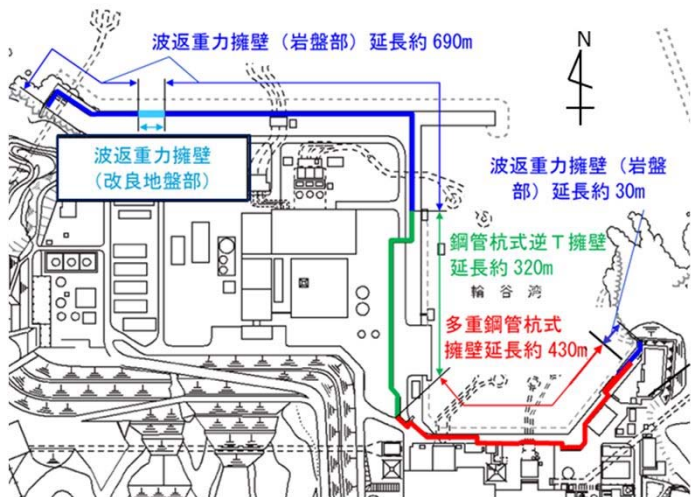 波返重力擁壁（岩盤部）延長約 690m
N
波返重力擁壁
（改良地盤部）
波返重力擁壁（岩盤
部）延長約 30m
鋼管杭式逆Ｔ擁壁
延長約 320m
輪谷湾
多重鋼管杭式
擁壁延長約 430m